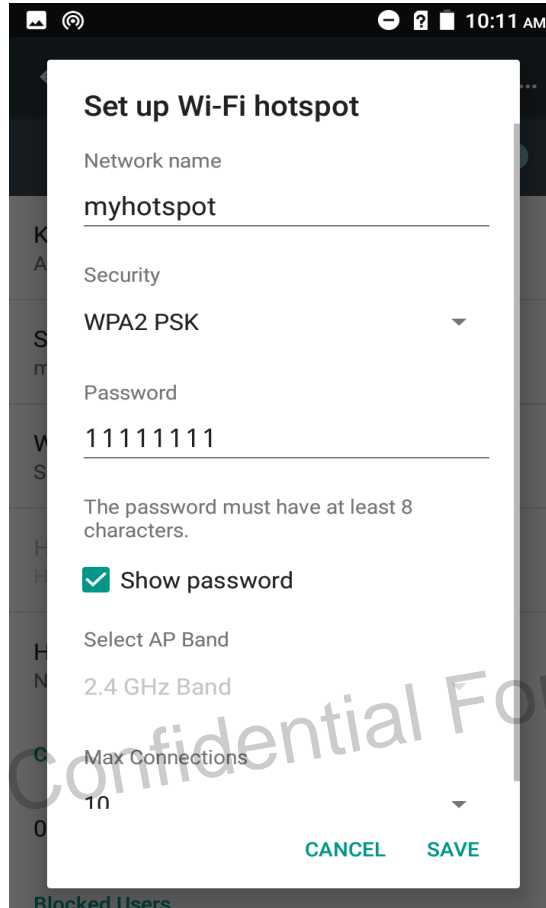 10:11 AM
Set up Wi-Fi hotspot
Network name
myhotspot
Security
WPA2 PSK
Password
11111111
The password must have at least 8
characters.
Show password
Select AP Band
2.4 GHz Band
Confidential For
Max Connections
10
CANCEL
SAVE
Blocked Users